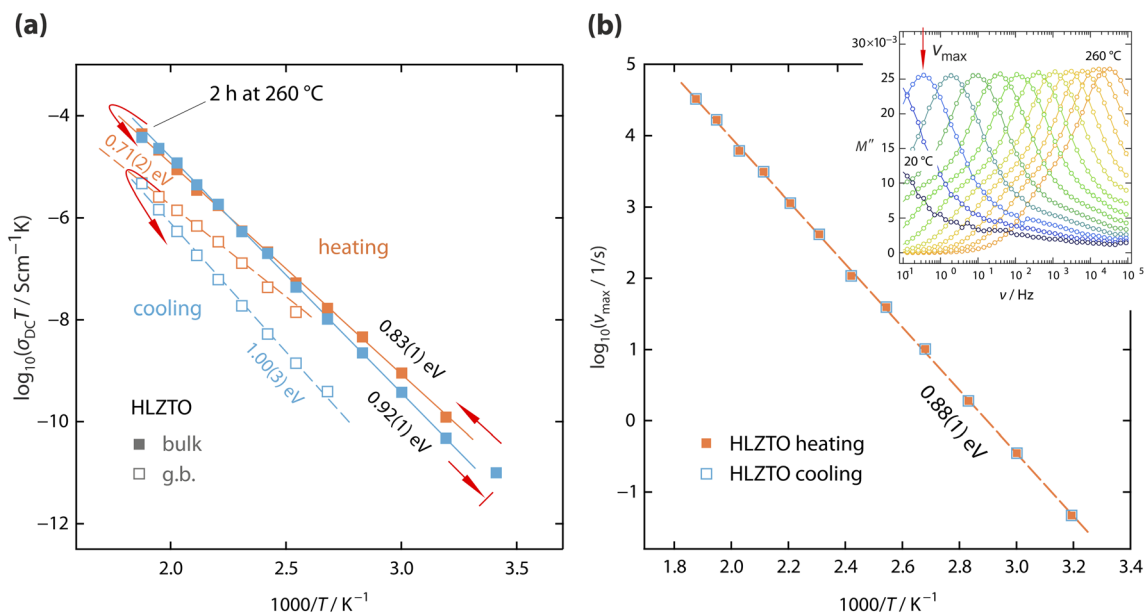 (a)
2 h at 260 °C
−4
0.71(2) eV
−6
heating
log₁₀(σDCT / Scm⁻¹K)
cooling
−8
0.83(1) eV
1.00(3) eV
−10
HLZTO
0.92(1) eV
bulk
g.b.
−12
2.0
2.5
3.0
3.5
1000/T / K⁻¹
(b)
5
4
3
2
1
0
−1
log₁₀(νmax / 1/s)
0.88(1) eV
HLZTO heating
HLZTO cooling
1.8
2.0
2.2
2.4
2.6
2.8
3.0
3.2
3.4
1000/T / K⁻¹
30×10⁻³
νmax
260 °C
25
20
M″
15
20 °C
10
5
0
10¹ 10⁰ 10¹ 10² 10³ 10⁴ 10⁵
ν / Hz